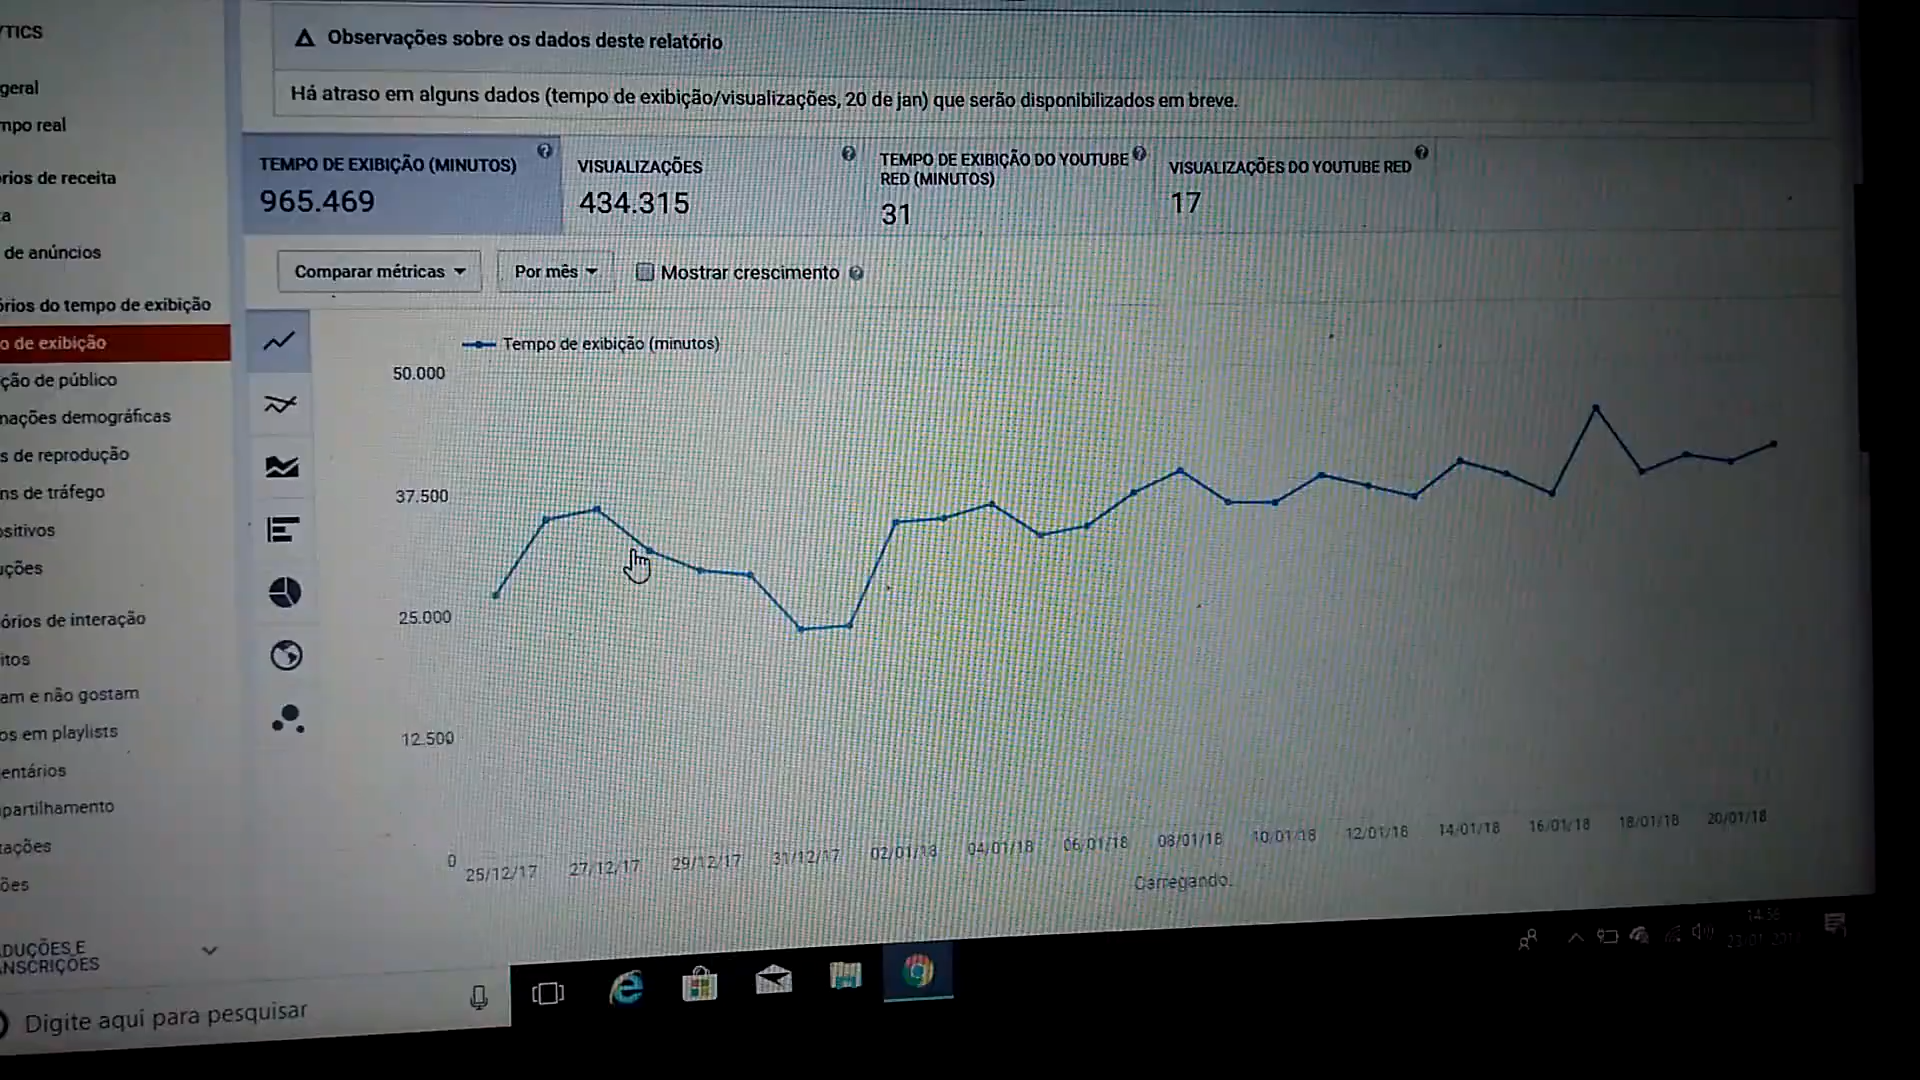 TICS
geral
mpo real
rios de receita
a
de anúncios
órios do tempo de exibição
o de exibição
ção de público
mações demográficas
s de reprodução
ns de tráfego
ositivos
uções
órios de interação
itos
am e não gostam
os em playlists
entários
partilhamento
tações
ões
DUÇÕES E
NSCRIÇÕES
Observações sobre os dados deste relatório
Há atraso em alguns dados (tempo de exibição/visualizações, 20 de jan) que serão disponibilizados em breve.
TEMPO DE EXIBIÇÃO (MINUTOS)
965.469
VISUALIZAÇÕES
434.315
TEMPO DE EXIBIÇÃO DO YOUTUBE
RED (MINUTOS)
31
VISUALIZAÇÕES DO YOUTUBE RED
17
Comparar métricas
Por mês
Mostrar crescimento
Tempo de exibição (minutos)
50.000
37.500
25.000
12.500
0
25/12/17 27/12/17 29/12/17 31/12/17 02/01/18 04/01/18 06/01/18 08/01/18 10/01/18 12/01/18 14/01/18 16/01/18 18/01/18 20/01/18
Carregando.
Digite aqui para pesquisar